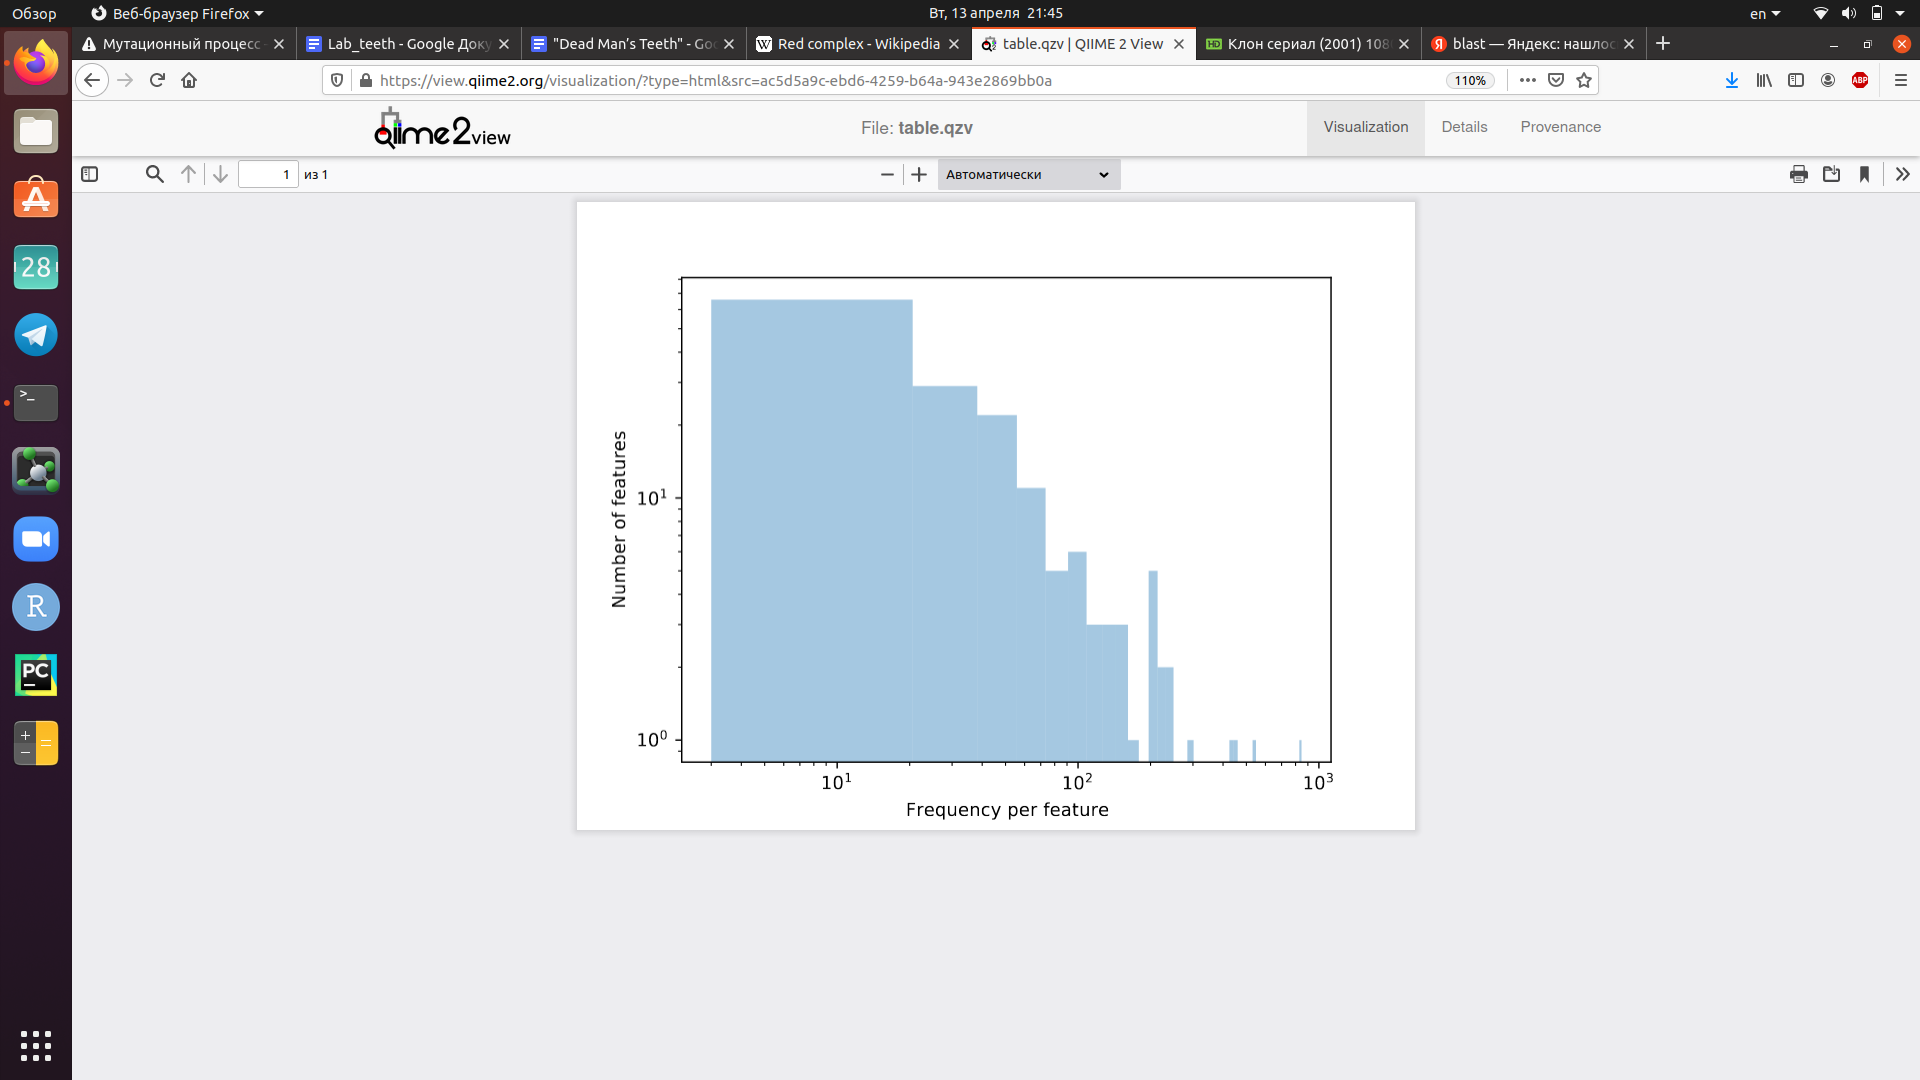 Обзор
Веб-браузер Firefox
Вт, 13 апреля 21:45
en
Мутационный процесс
Lab_teeth - Google Доку
"Dead Man’s Teeth" - Go
Red complex - Wikipedia
table.qzv | QIIME 2 View
HD
Клон сериал (2001) 108
Я
blast — Яндекс: нашлос
https://view.qiime2.org/visualization/?type=html&src=ac5d5a9c-ebd6-4259-b64a-943e2869bb0a
110%
ABP
qiime2view
File: table.qzv
Visualization
Details
Provenance
1 из 1
Автоматически
28
>_
R
PC
Number of features
10¹
10⁰
10¹
10²
10³
Frequency per feature